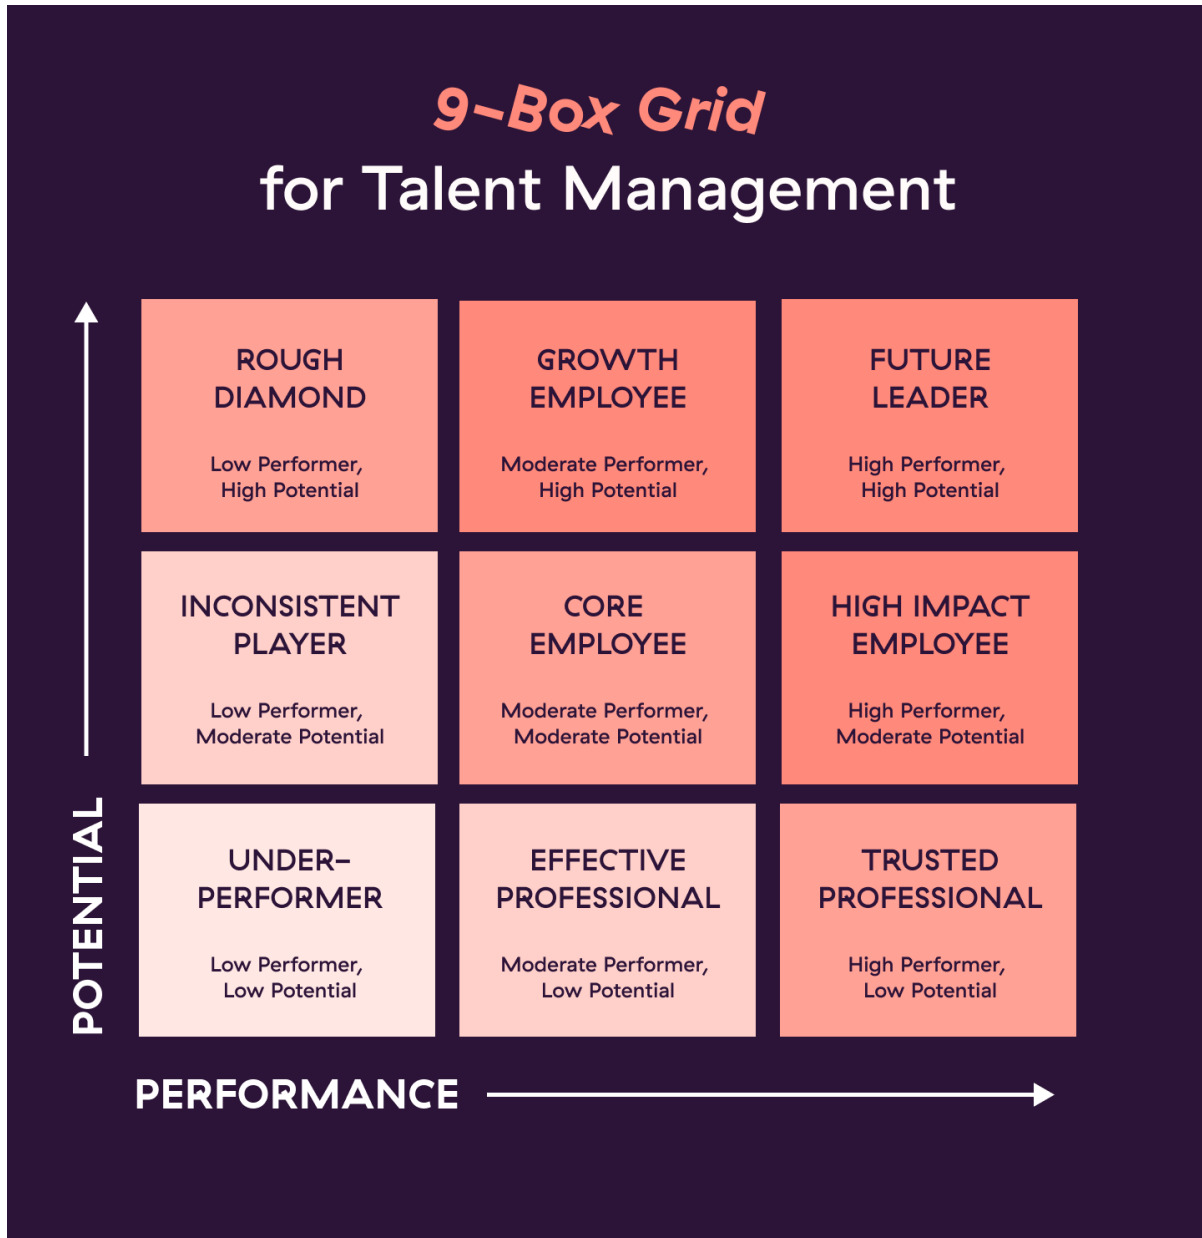 9-Box Grid
for Talent Management
ROUGH
DIAMOND
Low Performer,
High Potential
GROWTH
EMPLOYEE
Moderate Performer,
High Potential
FUTURE
LEADER
High Performer,
High Potential
INCONSISTENT
PLAYER
Low Performer,
Moderate Potential
CORE
EMPLOYEE
Moderate Performer,
Moderate Potential
HIGH IMPACT
EMPLOYEE
High Performer,
Moderate Potential
UNDER-
PERFORMER
Low Performer,
Low Potential
EFFECTIVE
PROFESSIONAL
Moderate Performer,
Low Potential
TRUSTED
PROFESSIONAL
High Performer,
Low Potential
POTENTIAL
PERFORMANCE